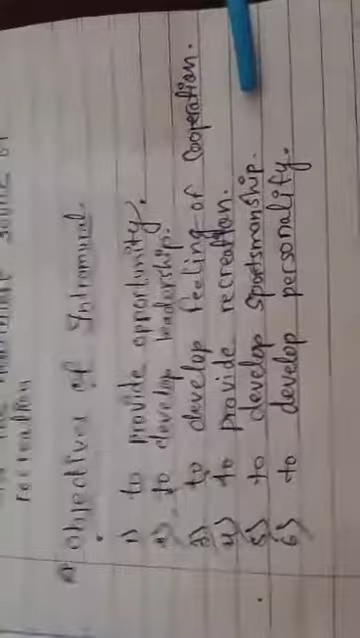 recreation
Objectives of Intramural.
1) to provide opportunity.
2) to develop leadership.
3) to develop feeling of cooperation.
4) to provide recreation.
5) to develop sportsmanship.
6) to develop personality.